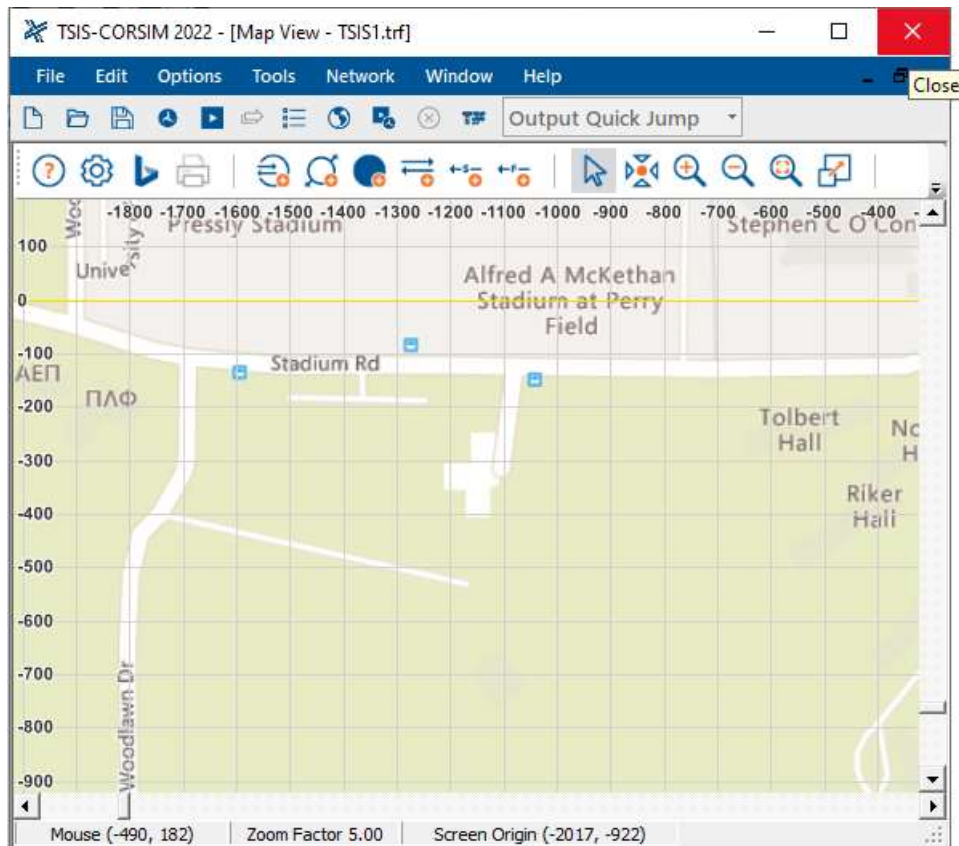 TSIS-CORSIM 2022 - [Map View - TSIS1.trf]
File Edit Options Tools Network Window Help
Close
Output Quick Jump
-1800 -1700 -1600 -1500 -1400 -1300 -1200 -1100 -1000 -900 -800 -700 -600 -500 -400
Pressly Stadium
Stephen C O Con
100
Alfred A McKethan
Stadium at Perry
Field
0
-100
Stadium Rd
ΑΕΠ
ΠΛΦ
-200
Tolbert
Hall
-300
Riker
Hall
-400
-500
-600
-700
Woodlawn Dr
-800
-900
Mouse (-490, 182) Zoom Factor 5.00 Screen Origin (-2017, -922)